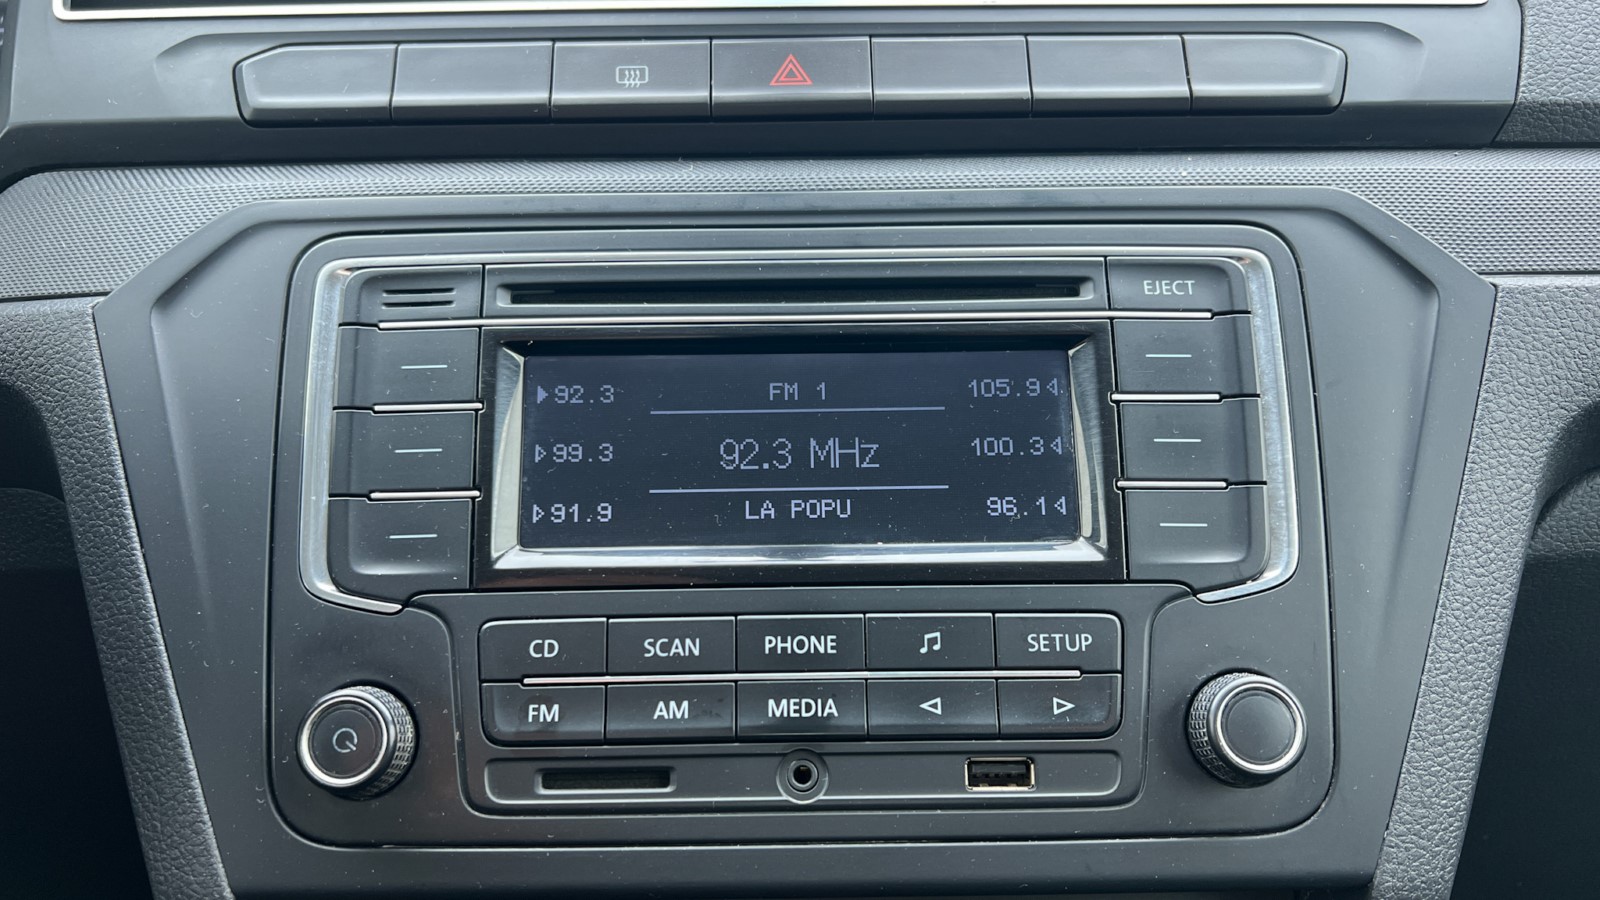 EJECT
92.3 FM 1 105.9
92.3 MHz
99.3 100.3
91.9 LA POPU 96.1
CD SCAN PHONE SETUP
FM AM MEDIA